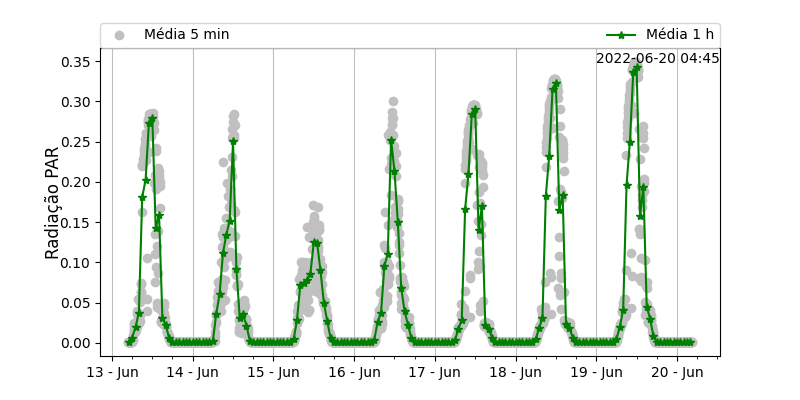 Média 5 min
Média 1 h
2022-06-20 04:45
Radiação PAR
0.35
0.30
0.25
0.20
0.15
0.10
0.05
0.00
13 - Jun
14 - Jun
15 - Jun
16 - Jun
17 - Jun
18 - Jun
19 - Jun
20 - Jun